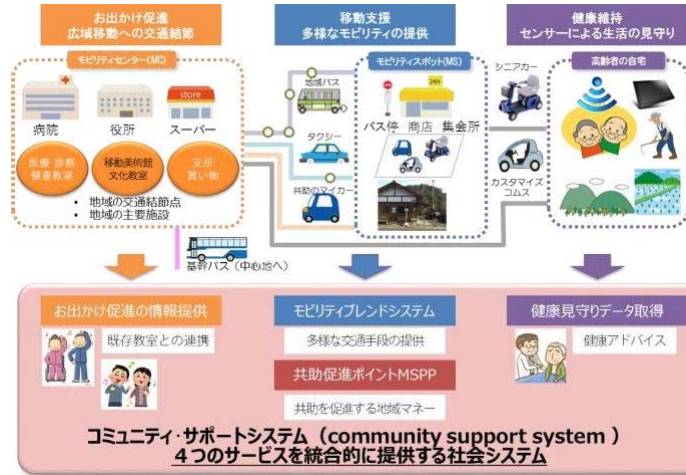 お出かけ促進
広域移動への交通結節
移動支援
多様なモビリティの提供
健康維持
センサーによる生活の見守り
モビリティセンター(MC)
store
病院
役所
スーパー
医療・診察
健康教室
移動美術館
文化教室
支所
買い物
• 地域の交通結節点
• 地域の主要施設
基幹バス（中心地へ）
地域バス
タクシー
共助のマイカー
モビリティスポット(MS)
24H
バス停 商店 集会所
シニアカー
カスタマイズ
コムス
高齢者の自宅
お出かけ促進の情報提供
既存教室との連携
モビリティブレンドシステム
多様な交通手段の提供
共助促進ポイントMSPP
共助を促進する地域マネー
健康見守りデータ取得
健康アドバイス
コミュニティ・サポートシステム（community support system ）
４つのサービスを統合的に提供する社会システム